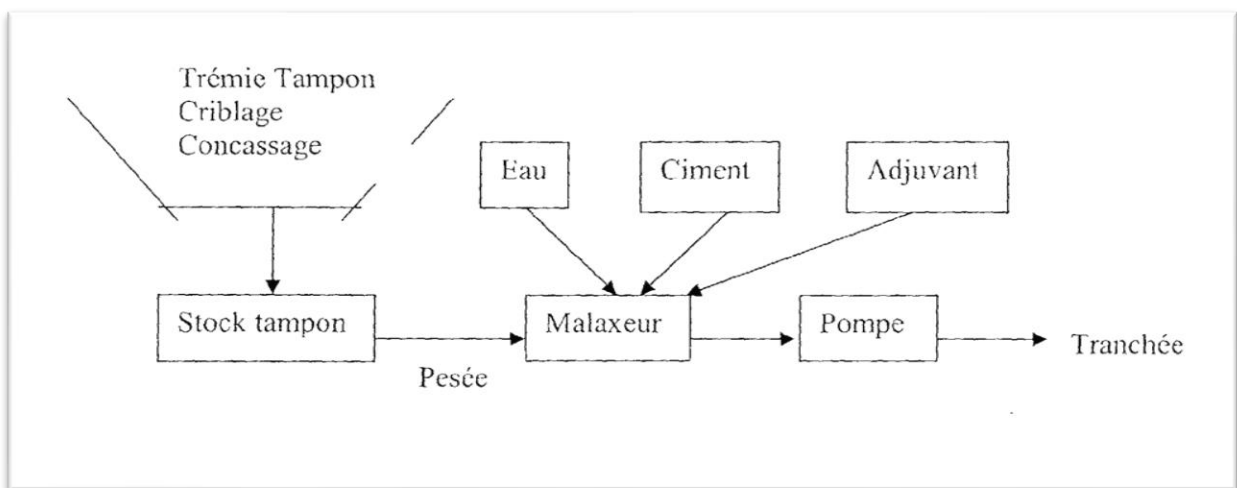 Trémie Tampon
Criblage
Concassage
Eau
Ciment
Adjuvant
Stock tampon
Malaxeur
Pompe
Tranchée
Pesée